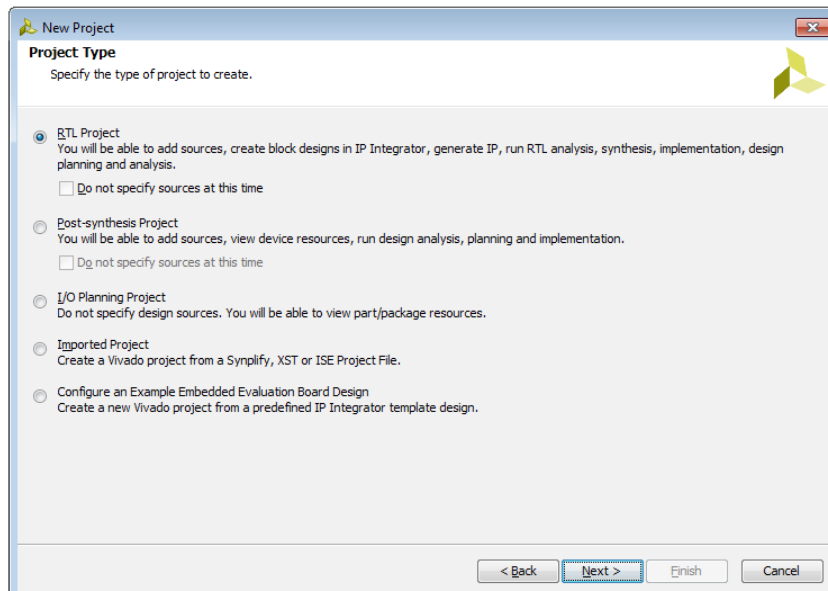 New Project
Project Type
Specify the type of project to create.
RTL Project
You will be able to add sources, create block designs in IP Integrator, generate IP, run RTL analysis, synthesis, implementation, design
planning and analysis.
Do not specify sources at this time
Post-synthesis Project
You will be able to add sources, view device resources, run design analysis, planning and implementation.
Do not specify sources at this time
I/O Planning Project
Do not specify design sources. You will be able to view part/package resources.
Imported Project
Create a Vivado project from a Synplify, XST or ISE Project File.
Configure an Example Embedded Evaluation Board Design
Create a new Vivado project from a predefined IP Integrator template design.
< Back Next > Finish Cancel